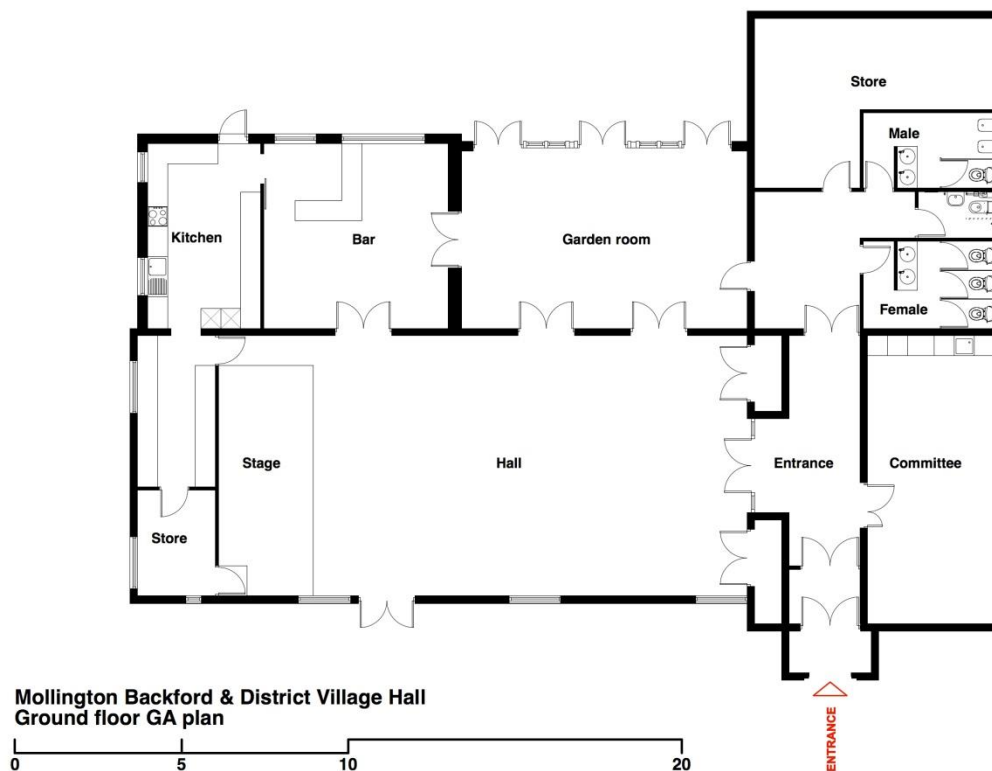 Store
Male
Kitchen
Bar
Garden room
Female
Stage
Hall
Entrance
Committee
Store
Mollington Backford & District Village Hall
Ground floor GA plan
0 5 10 20
ENTRANCE